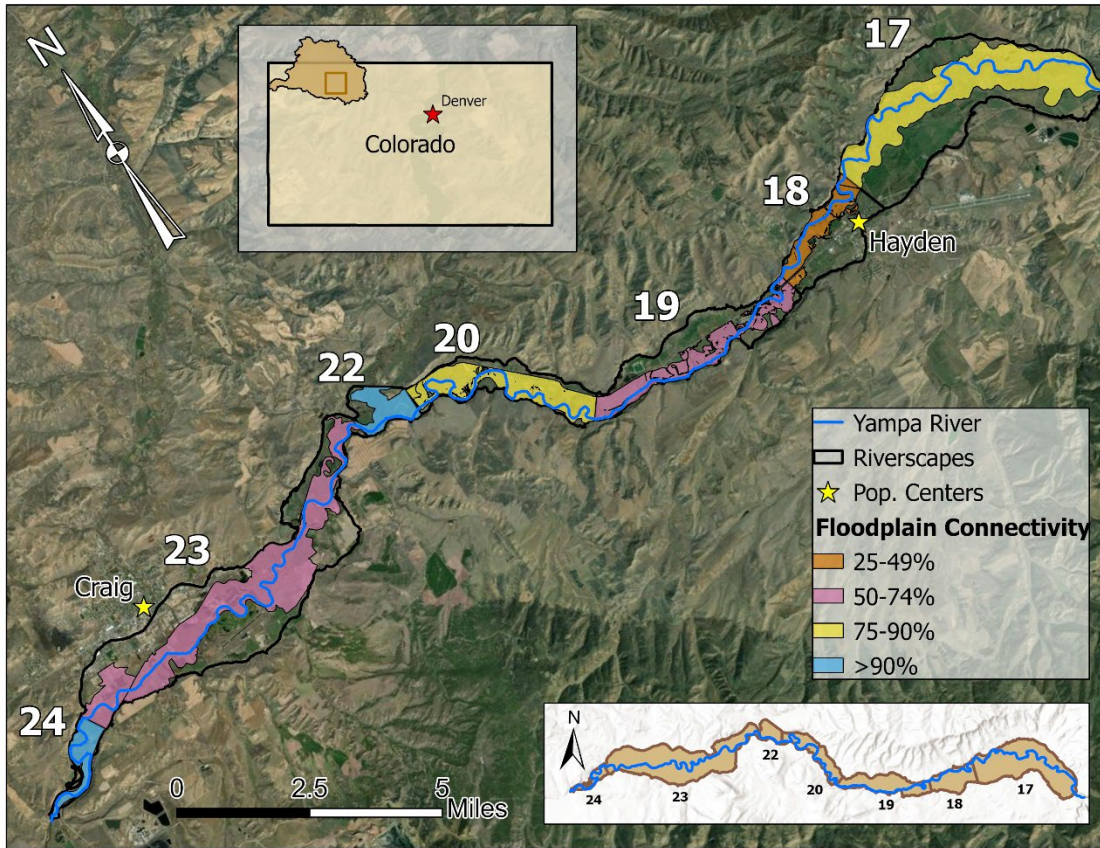 N
17
Denver
Colorado
18
Hayden
19
20
22
23
Craig
24
Yampa River
Riverscapes
Pop. Centers
Floodplain Connectivity
25-49%
50-74%
75-90%
>90%
0 2.5 5
Miles
N
24 23 22 20 19 18 17